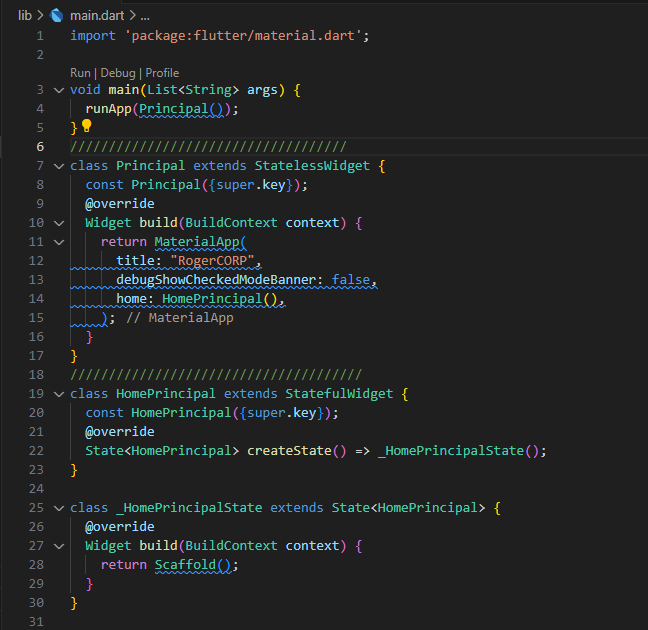 lib > main.dart > ...
1 import 'package:flutter/material.dart';
2
Run | Debug | Profile
3 void main(List<String> args) {
4   runApp(Principal());
5 }
6 ////////////////////////////////////
7 class Principal extends StatelessWidget {
8   const Principal({super.key});
9   @override
10   Widget build(BuildContext context) {
11     return MaterialApp(
12       title: "RogerCORP",
13       debugShowCheckedModeBanner: false,
14       home: HomePrincipal(),
15     ); // MaterialApp
16   }
17 }
18 //////////////////////////////////////
19 class HomePrincipal extends StatefulWidget {
20   const HomePrincipal({super.key});
21   @override
22   State<HomePrincipal> createState() => _HomePrincipalState();
23 }
24
25 class _HomePrincipalState extends State<HomePrincipal> {
26   @override
27   Widget build(BuildContext context) {
28     return Scaffold();
29   }
30 }
31